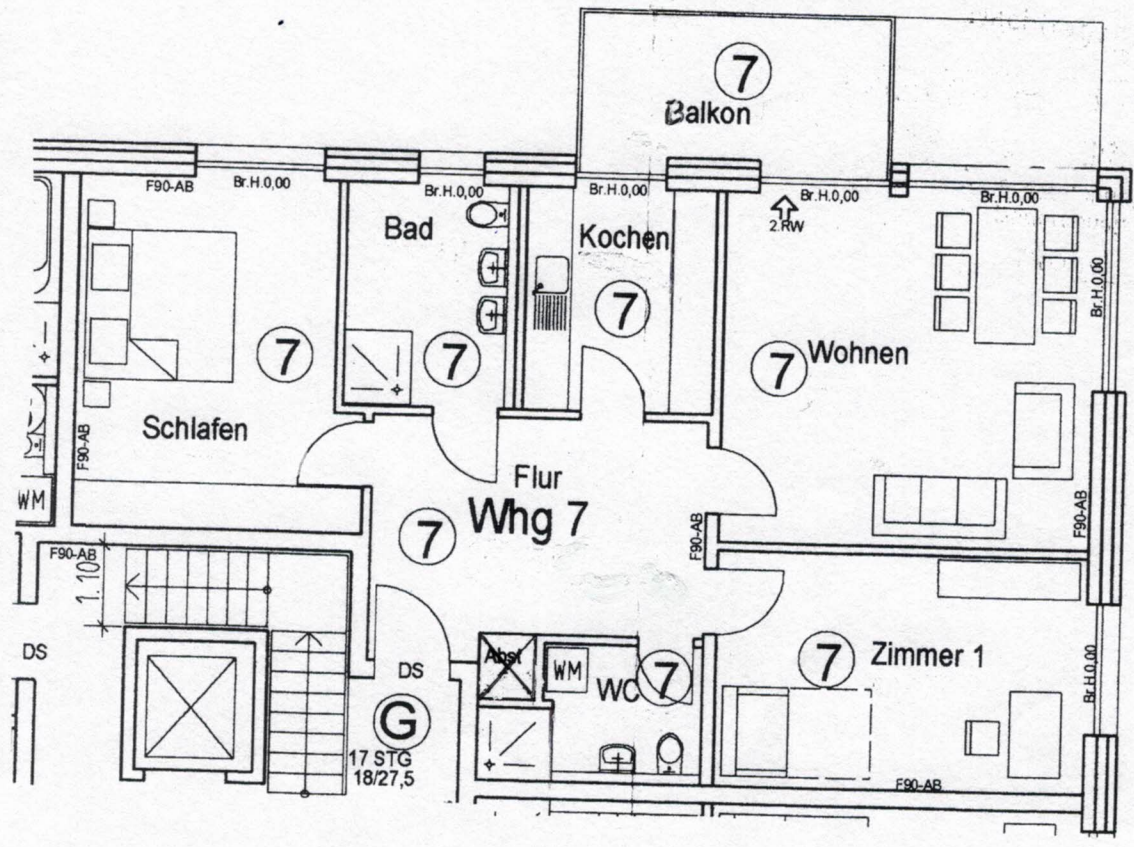 7
Balkon
F90-AB
Br.H.0,00
Br.H.0,00
Br.H.0,00
Br.H.0,00
Br.H.0,00
2.RW
Bad
Kochen
Br.H.0,00
7
7
7
7
Wohnen
Schlafen
F90-AB
Flur
Whg 7
WM
7
F90-AB
F90-AB
F90-AB
1.10⁵
DS
DS
Abst
WM
WC
7
7
Zimmer 1
Br.H.0,00
G
17 STG
18/27,5
F90-AB